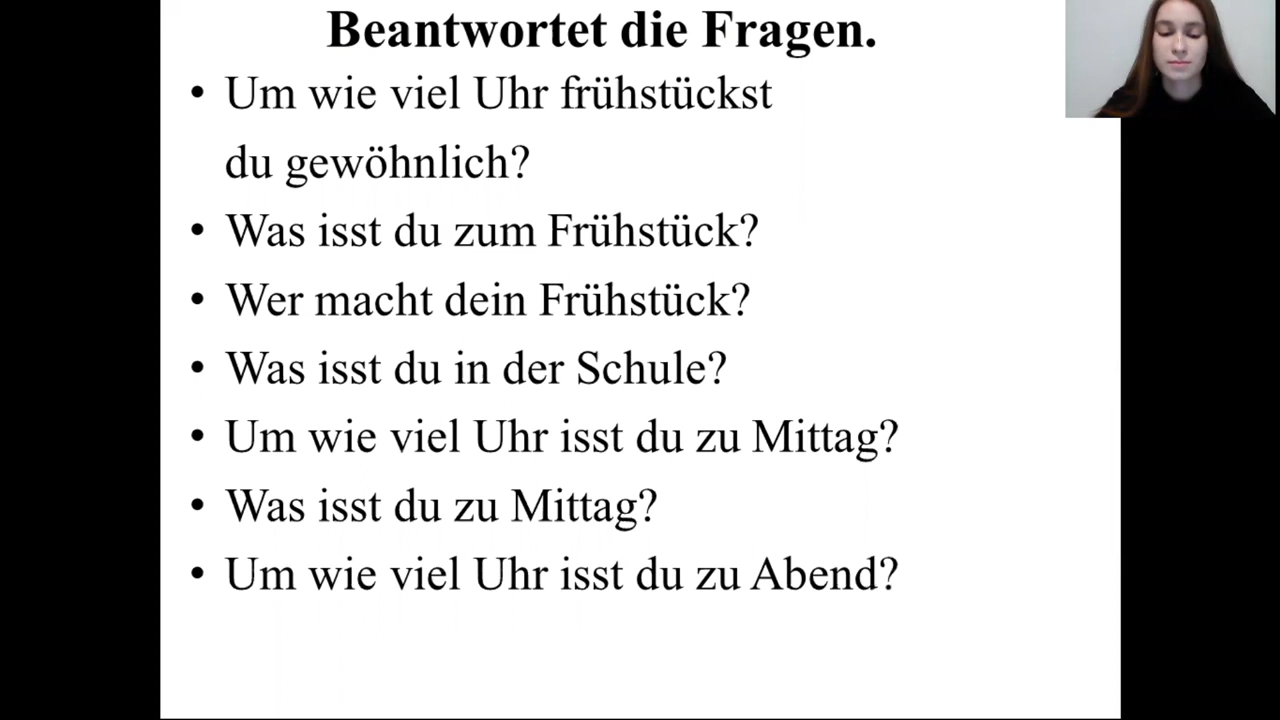 Beantwortet die Fragen.
• Um wie viel Uhr frühstückst
du gewöhnlich?
• Was isst du zum Frühstück?
• Wer macht dein Frühstück?
• Was isst du in der Schule?
• Um wie viel Uhr isst du zu Mittag?
• Was isst du zu Mittag?
• Um wie viel Uhr isst du zu Abend?